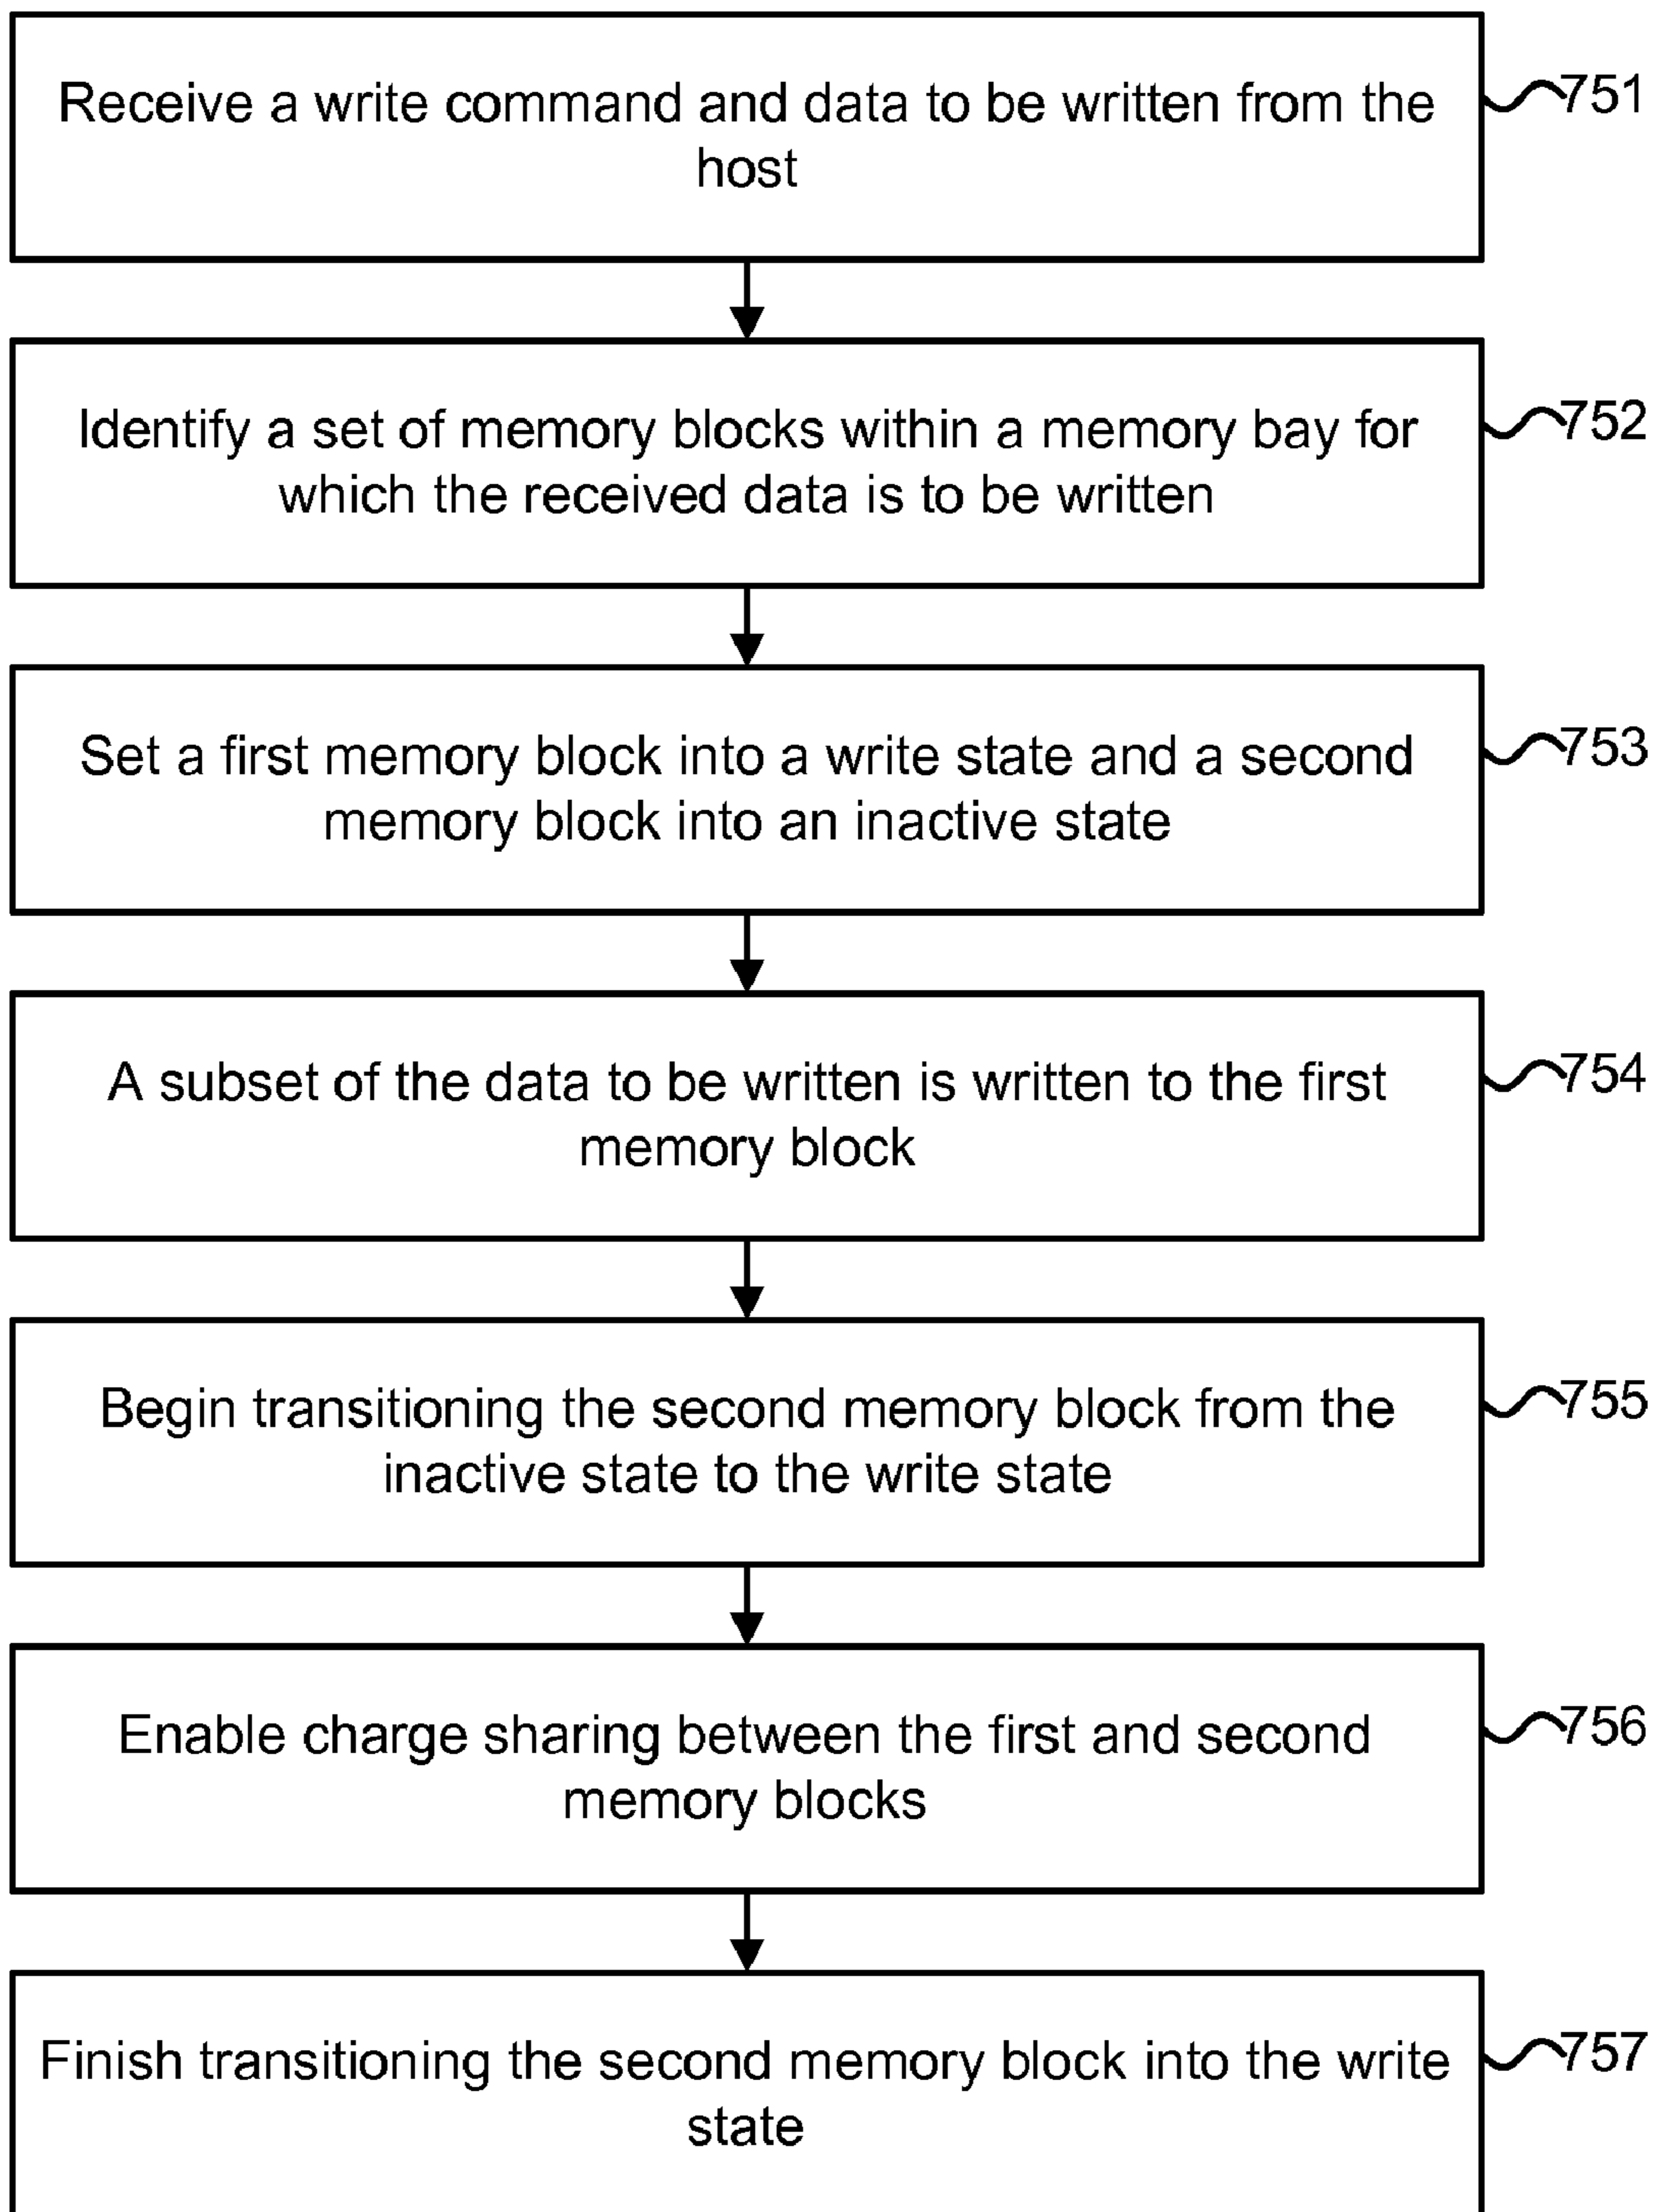 Receive a write command and data to be written from the
host
751
Identify a set of memory blocks within a memory bay for
which the received data is to be written
752
Set a first memory block into a write state and a second
memory block into an inactive state
753
A subset of the data to be written is written to the first
memory block
754
Begin transitioning the second memory block from the
inactive state to the write state
755
Enable charge sharing between the first and second
memory blocks
756
Finish transitioning the second memory block into the write
state
757